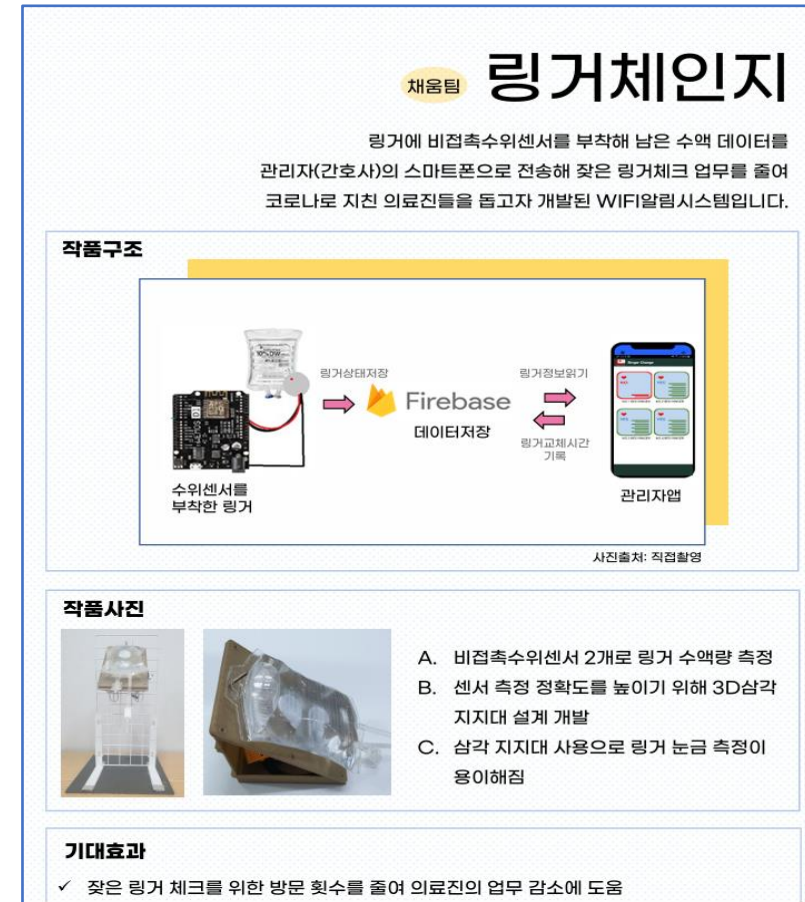 채움팀 링거체인지
링거에 비접촉수위센서를 부착해 남은 수액 데이터를
관리자(간호사)의 스마트폰으로 전송해 잦은 링거체크 업무를 줄여
코로나로 지친 의료진들을 돕고자 개발된 WIFI알림시스템입니다.
작품구조
10%DW
링거상태저장
Firebase
데이터저장
링거정보읽기
링거교체시간
기록
Ringer Change
수위센서를
부착한 링거
관리자앱
사진출처: 직접촬영
작품사진
A. 비접촉수위센서 2개로 링거 수액량 측정
B. 센서 측정 정확도를 높이기 위해 3D삼각
지지대 설계 개발
C. 삼각 지지대 사용으로 링거 눈금 측정이
용이해짐
기대효과
✓ 잦은 링거 체크를 위한 방문 횟수를 줄여 의료진의 업무 감소에 도움